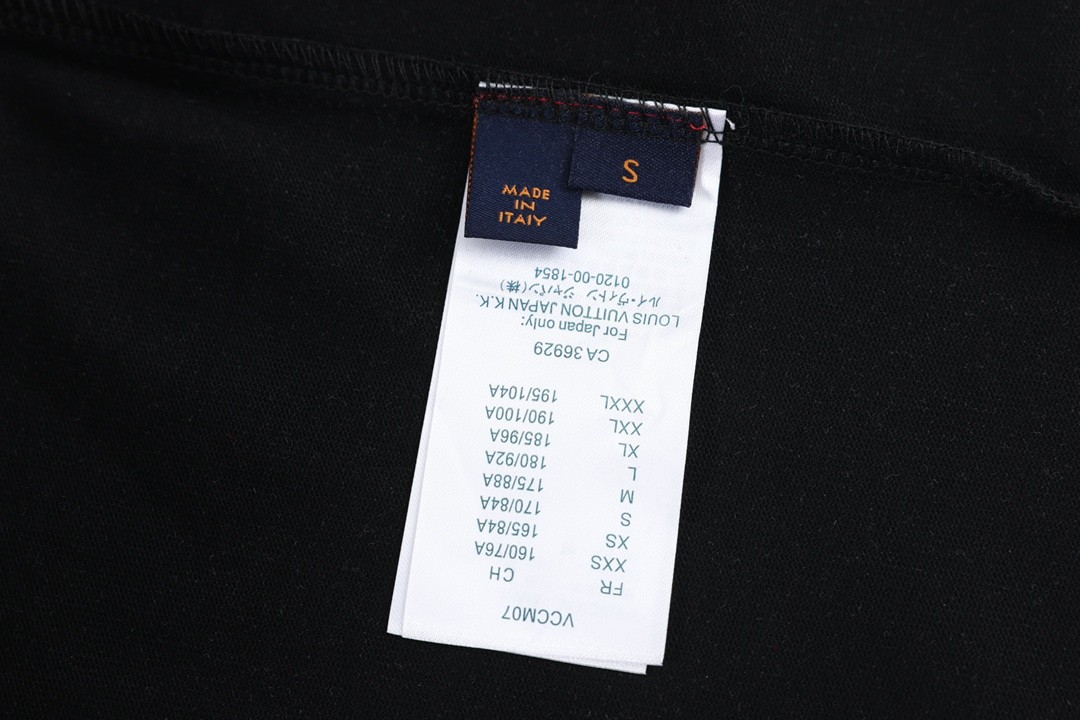 MADE
IN
ITAIY
S
VCCM07
FR CH
XXS 160/76A
XS 165/84A
S 170/84A
M 175/88A
L 180/92A
XL 185/96A
XXL 190/100A
XXXL 195/104A
CA 36929
For Japan only:
LOUIS VUITTON JAPAN K.K.
ルイ・ヴィトン ジャパン(株)
0120-00-1854